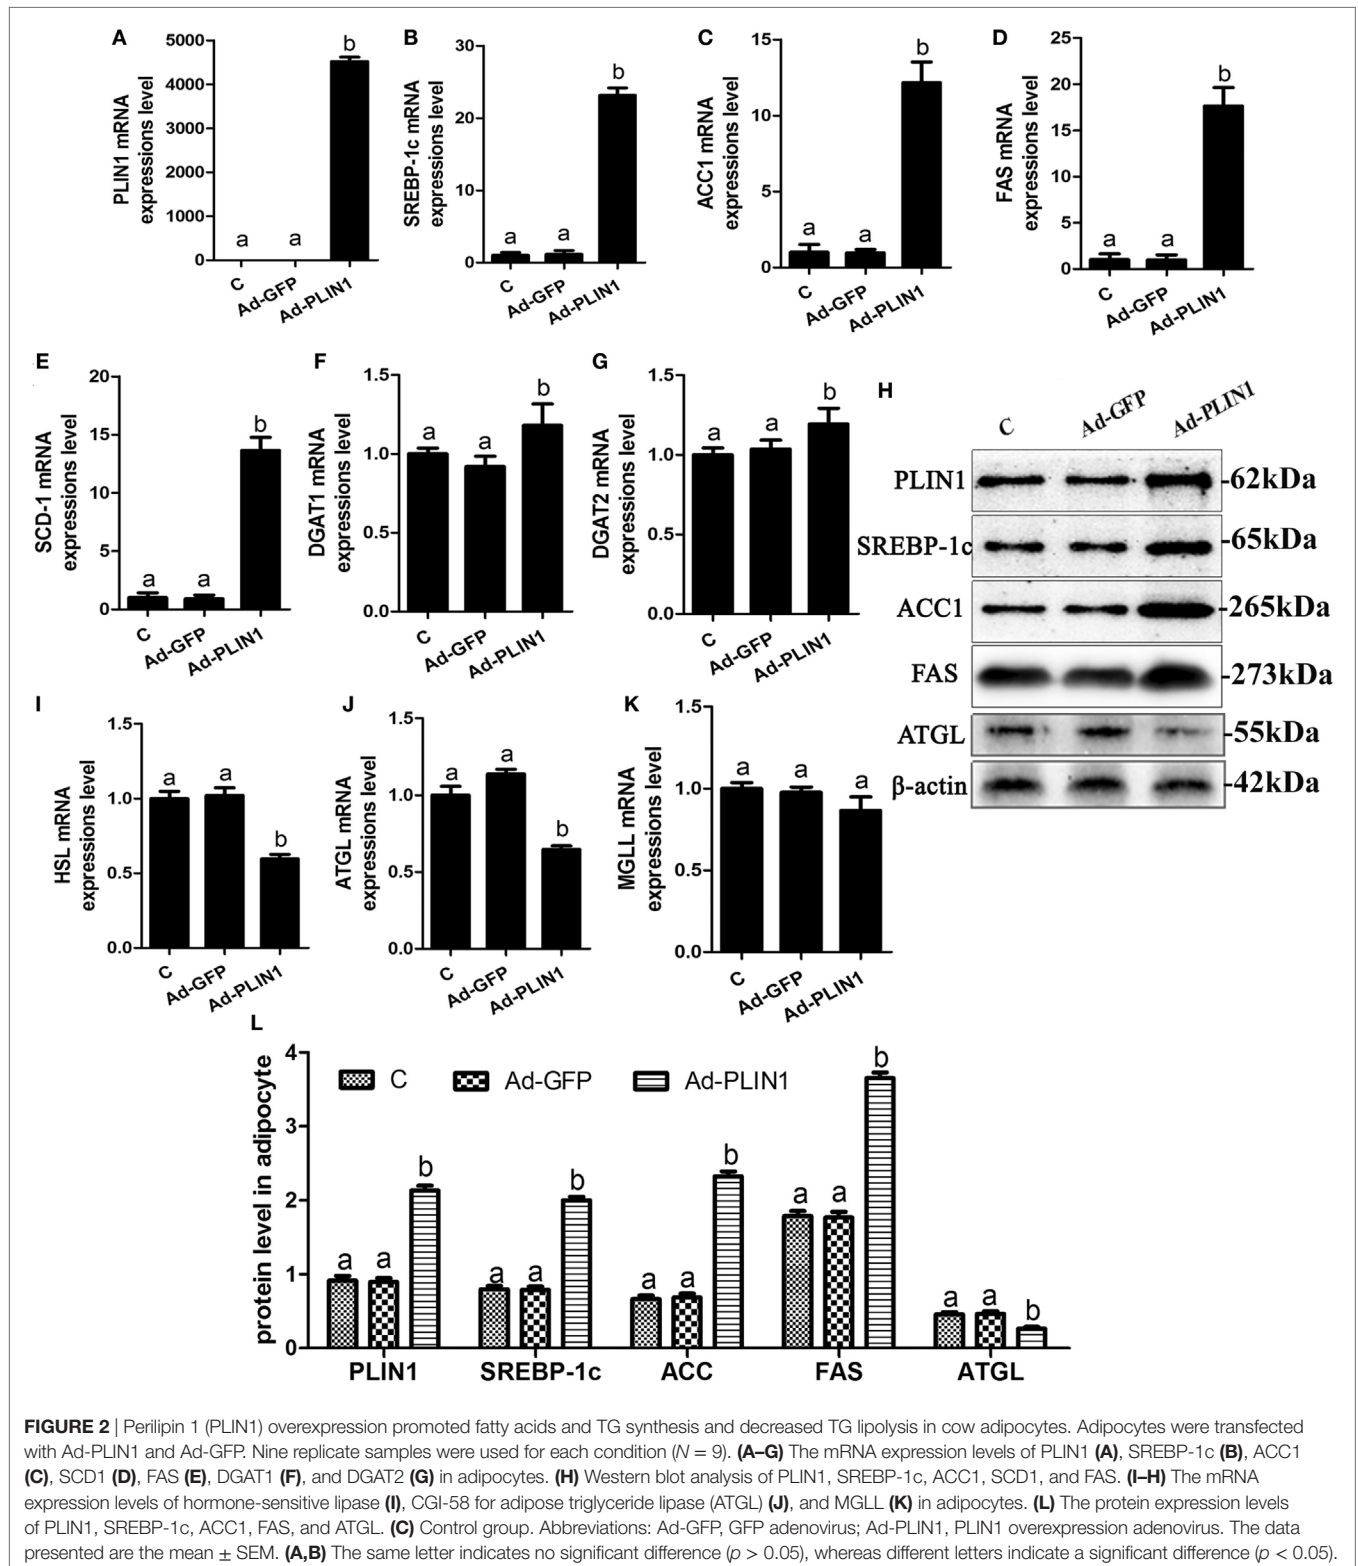 A
PLIN1 mRNA
expressions level
5000
4000
3000
2000
1000
0
a
a
b
C
Ad-GFP
Ad-PLIN1
B
SREBP-1c mRNA
expressions level
30
20
10
0
a
a
b
C
Ad-GFP
Ad-PLIN1
C
ACC1 mRNA
expressions level
15
10
5
0
a
a
b
C
Ad-GFP
Ad-PLIN1
D
FAS mRNA
expressions level
25
20
15
10
5
0
a
a
b
C
Ad-GFP
Ad-PLIN1
E
SCD-1 mRNA
expressions level
20
15
10
5
0
a
a
b
C
Ad-GFP
Ad-PLIN1
F
DGAT1 mRNA
expressions level
1.5
1.0
0.5
0.0
a
a
b
C
Ad-GFP
Ad-PLIN1
G
DGAT2 mRNA
expressions level
1.5
1.0
0.5
0.0
a
a
b
C
Ad-GFP
Ad-PLIN1
H
C Ad-GFP Ad-PLIN1
PLIN1 -62kDa
SREBP-1c -65kDa
ACC1 -265kDa
FAS -273kDa
ATGL -55kDa
β-actin -42kDa
I
HSL mRNA
expressions level
1.5
1.0
0.5
0.0
a
a
b
C
Ad-GFP
Ad-PLIN1
J
ATGL mRNA
expressions level
1.5
1.0
0.5
0.0
a
a
b
C
Ad-GFP
Ad-PLIN1
K
MGLL mRNA
expressions level
1.5
1.0
0.5
0.0
a
a
a
C
Ad-GFP
Ad-PLIN1
L
protein level in adipocyte
4
3
2
1
0
C Ad-GFP Ad-PLIN1
a a b
a a b
a a b
a a b
a a b
PLIN1 SREBP-1c ACC FAS ATGL
FIGURE 2 | Perilipin 1 (PLIN1) overexpression promoted fatty acids and TG synthesis and decreased TG lipolysis in cow adipocytes. Adipocytes were transfected
with Ad-PLIN1 and Ad-GFP. Nine replicate samples were used for each condition (N = 9). (A–G) The mRNA expression levels of PLIN1 (A), SREBP-1c (B), ACC1
(C), SCD1 (D), FAS (E), DGAT1 (F), and DGAT2 (G) in adipocytes. (H) Western blot analysis of PLIN1, SREBP-1c, ACC1, SCD1, and FAS. (I–H) The mRNA
expression levels of hormone-sensitive lipase (I), CGI-58 for adipose triglyceride lipase (ATGL) (J), and MGLL (K) in adipocytes. (L) The protein expression levels
of PLIN1, SREBP-1c, ACC1, FAS, and ATGL. (C) Control group. Abbreviations: Ad-GFP, GFP adenovirus; Ad-PLIN1, PLIN1 overexpression adenovirus. The data
presented are the mean ± SEM. (A,B) The same letter indicates no significant difference (p > 0.05), whereas different letters indicate a significant difference (p < 0.05).